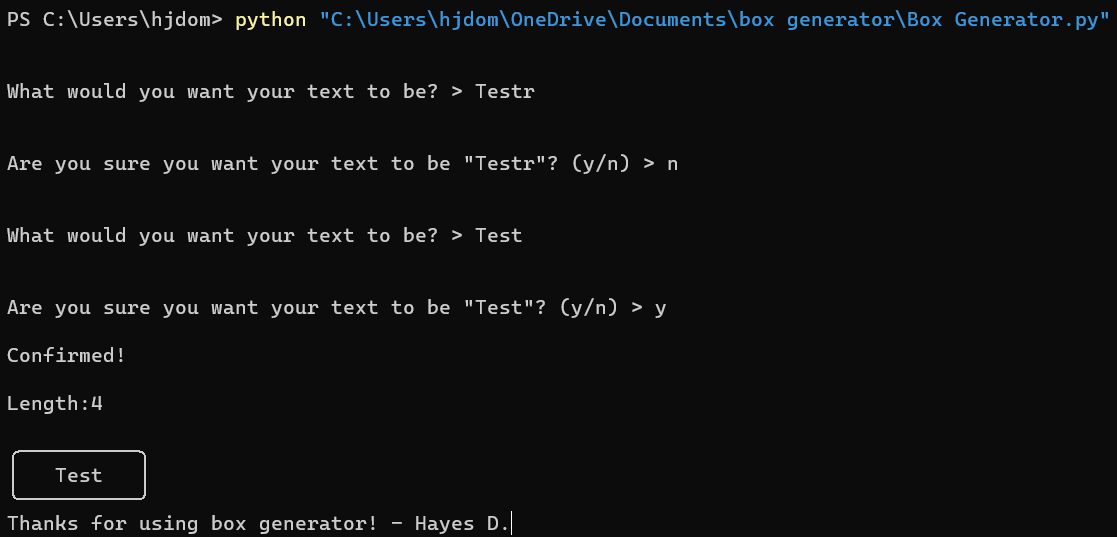 PS C:\Users\hjdom> python "C:\Users\hjdom\OneDrive\Documents\box generator\Box Generator.py"
What would you want your text to be? > Testr
Are you sure you want your text to be "Testr"? (y/n) > n
What would you want your text to be? > Test
Are you sure you want your text to be "Test"? (y/n) > y
Confirmed!
Length:4
Test
Thanks for using box generator! - Hayes D.